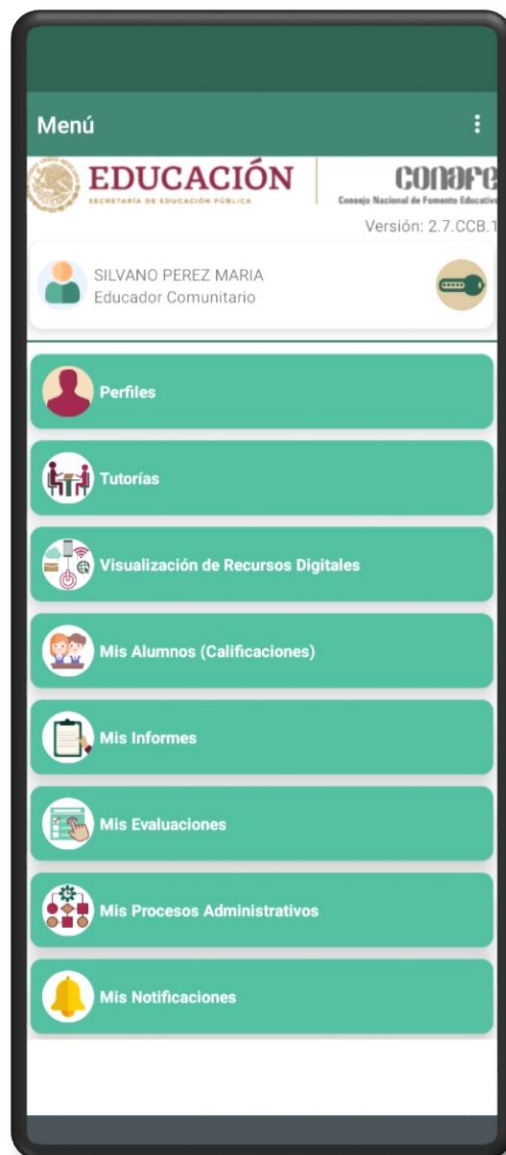 Menú
EDUCACIÓN
SECRETARÍA DE EDUCACIÓN PÚBLICA
CONAFE
Consejo Nacional de Fomento Educativo
Versión: 2.7.CCB.1
SILVANO PEREZ MARIA
Educador Comunitario
Perfiles
Tutorías
Visualización de Recursos Digitales
Mis Alumnos (Calificaciones)
Mis Informes
Mis Evaluaciones
Mis Procesos Administrativos
Mis Notificaciones